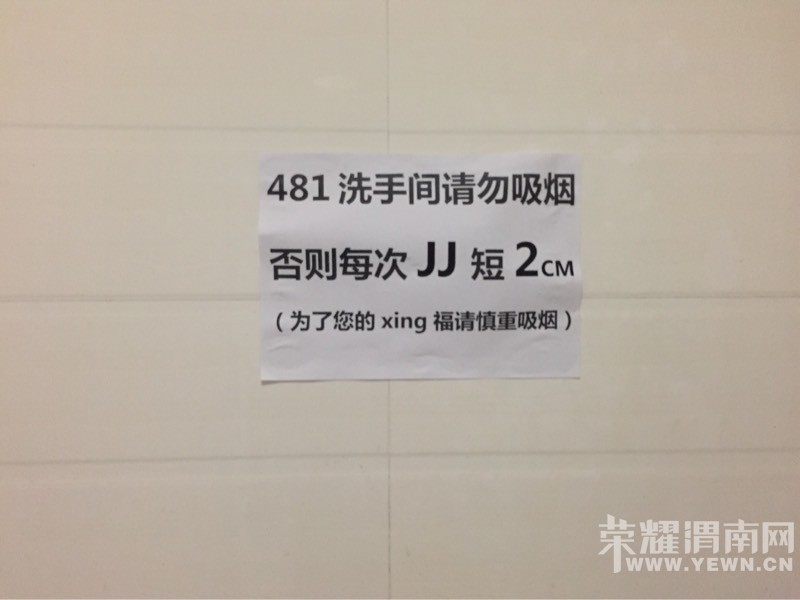 481 洗手间请勿吸烟
否则每次 JJ 短 2CM
（为了您的 xing 福请慎重吸烟）
荣耀渭南网
WWW.YEWN.CN